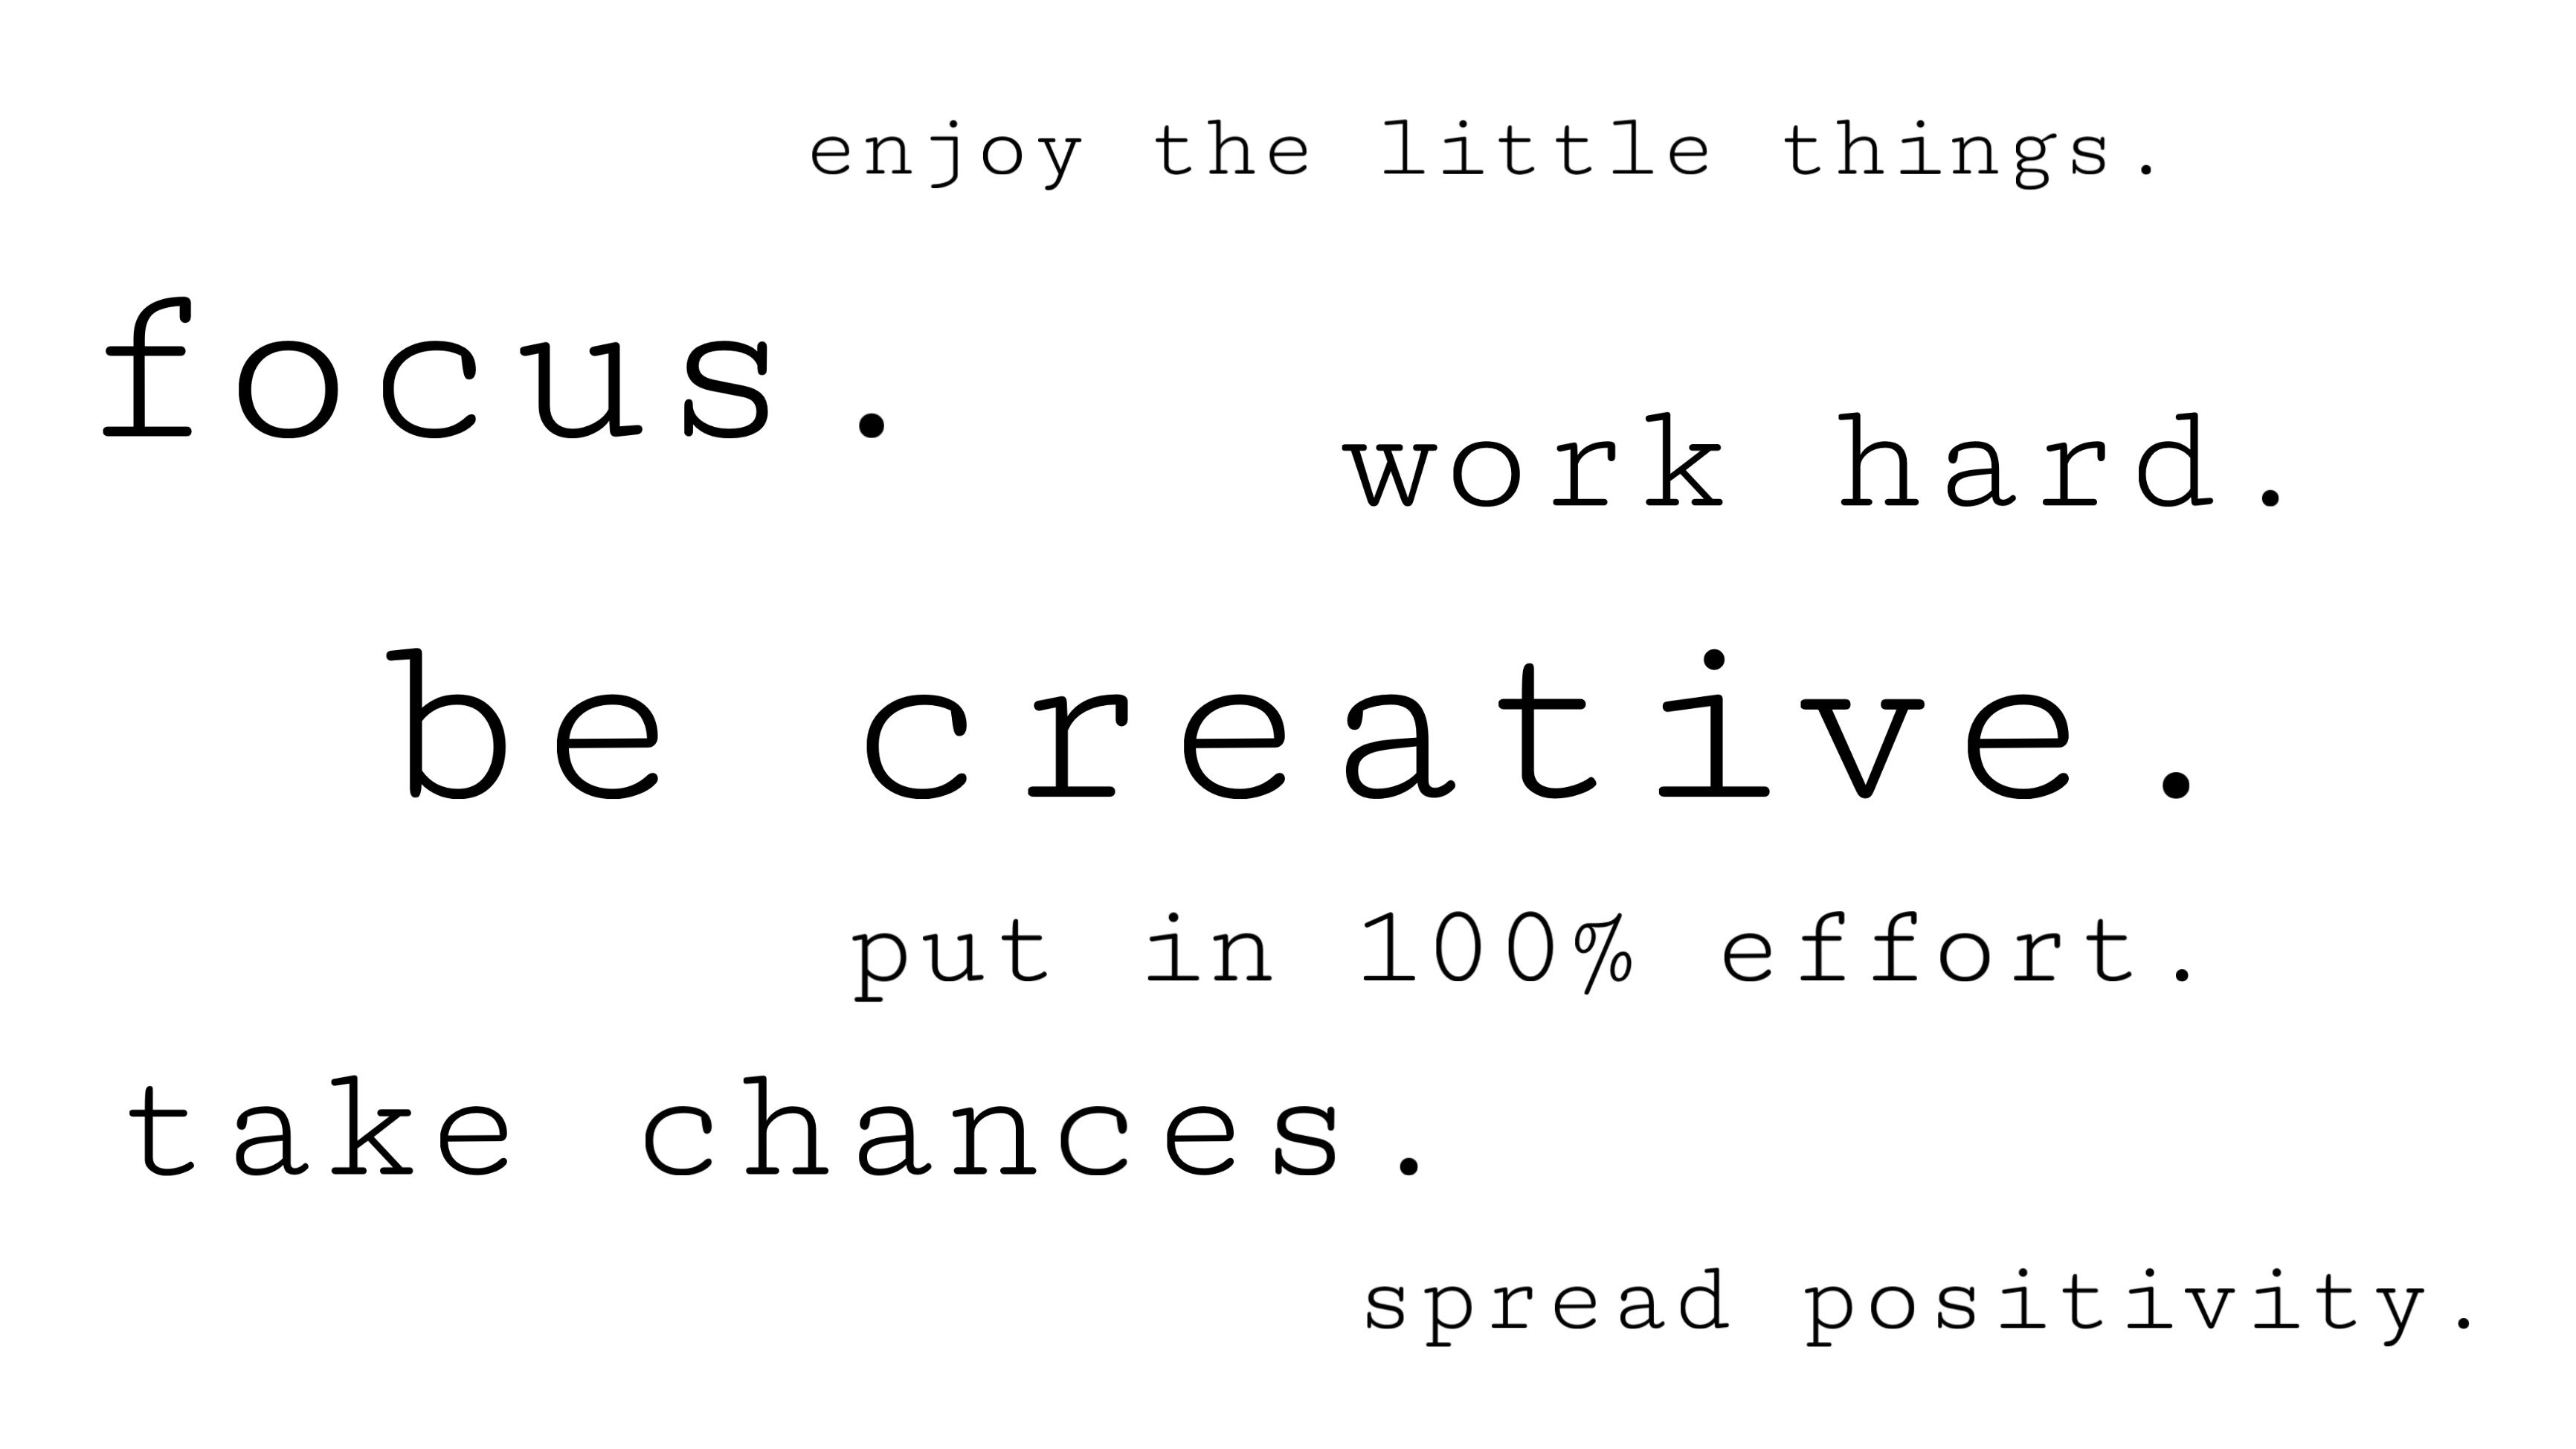 enjoy the little things.
focus.
work hard.
be creative.
put in 100% effort.
take chances.
spread positivity.